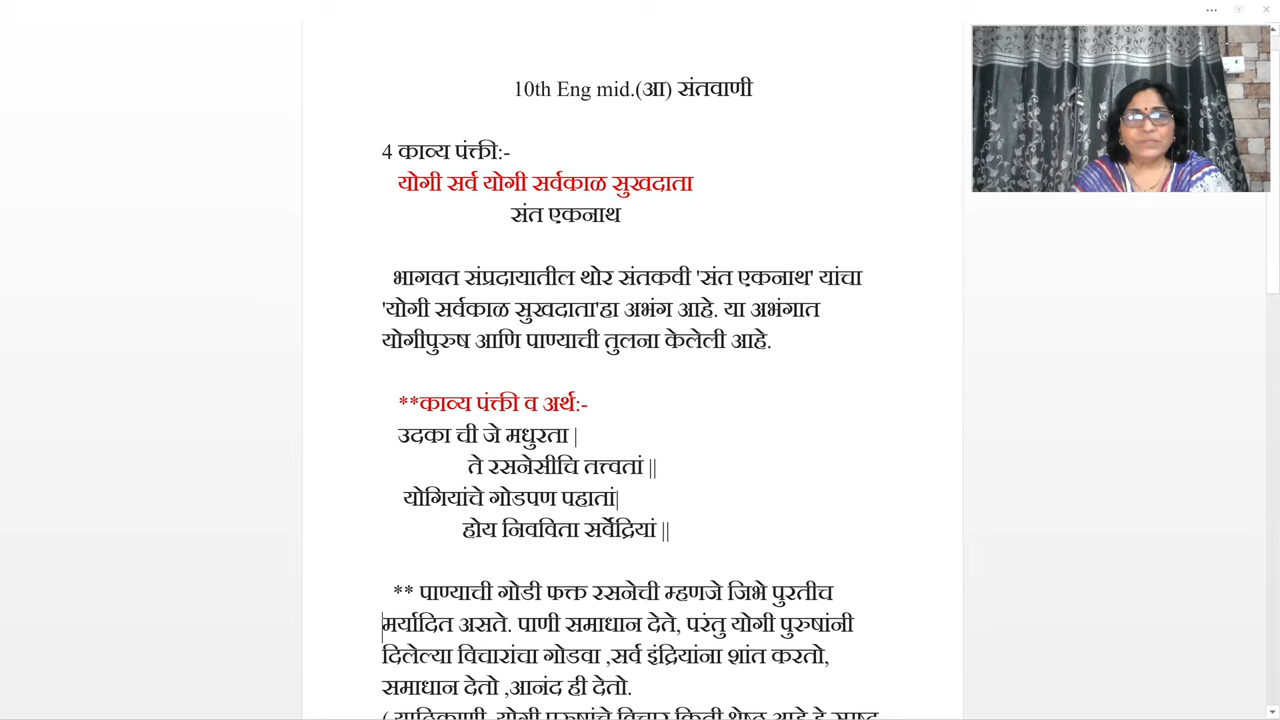 10th Eng mid.(आ) संतवाणी
4 काव्य पंक्ती:-
योगी सर्व योगी सर्वकाळ सुखदाता
संत एकनाथ
भागवत संप्रदायातील थोर संतकवी 'संत एकनाथ' यांचा
'योगी सर्वकाळ सुखदाता'हा अभंग आहे. या अभंगात
योगीपुरुष आणि पाण्याची तुलना केलेली आहे.
**काव्य पंक्ती व अर्थ:-
उदका ची जे मधुरता |
ते रसनेसीचि तत्त्वतां ||
योगियांचे गोडपण पहातां|
होय निवविता सर्वेद्रियां ||
** पाण्याची गोडी फक्त रसनेची म्हणजे जिभे पुरतीच
मर्यादित असते. पाणी समाधान देते, परंतु योगी पुरुषांनी
दिलेल्या विचारांचा गोडवा ,सर्व इंद्रियांना शांत करतो,
समाधान देतो ,आनंद ही देतो.
( याठिकाणी योगी पुरुषांचे विचार किती श्रेष्ठ आहे हे स्पष्ट